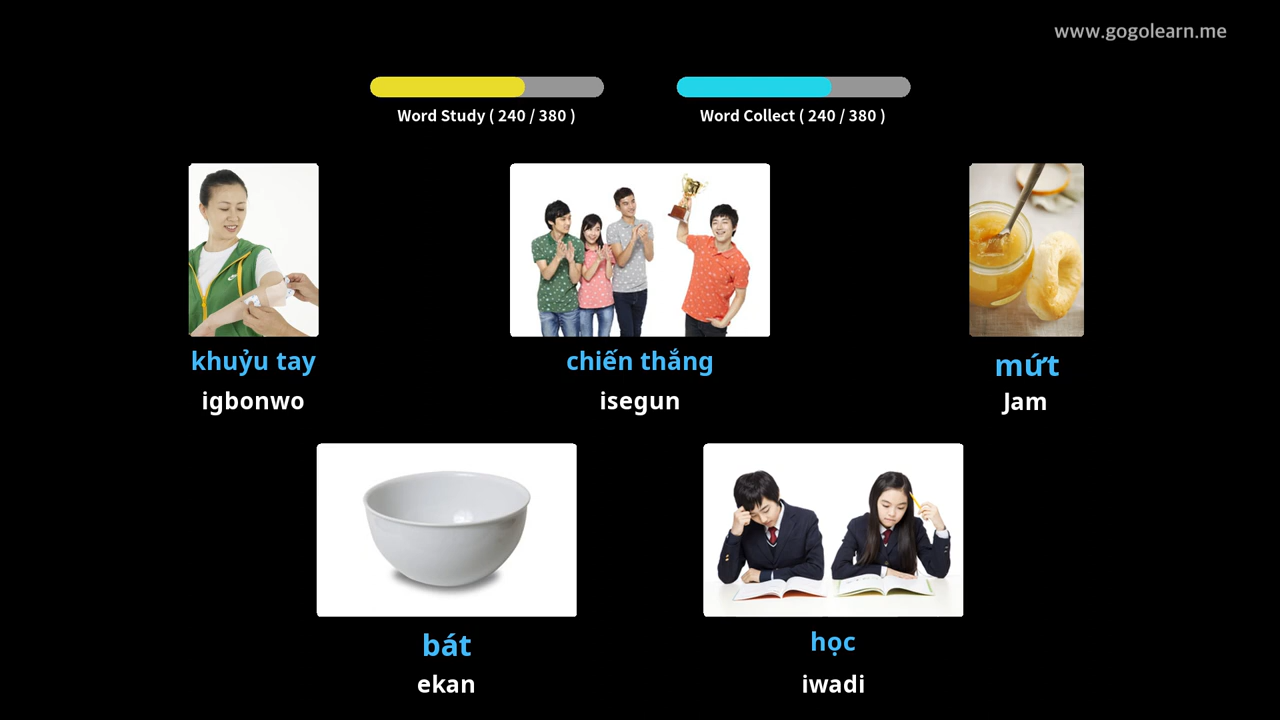 www.gogolearn.me
Word Study ( 240 / 380 )
Word Collect ( 240 / 380 )
khuỷu tay
igbonwo
chiến thắng
isegun
mứt
Jam
bát
ekan
học
iwadi